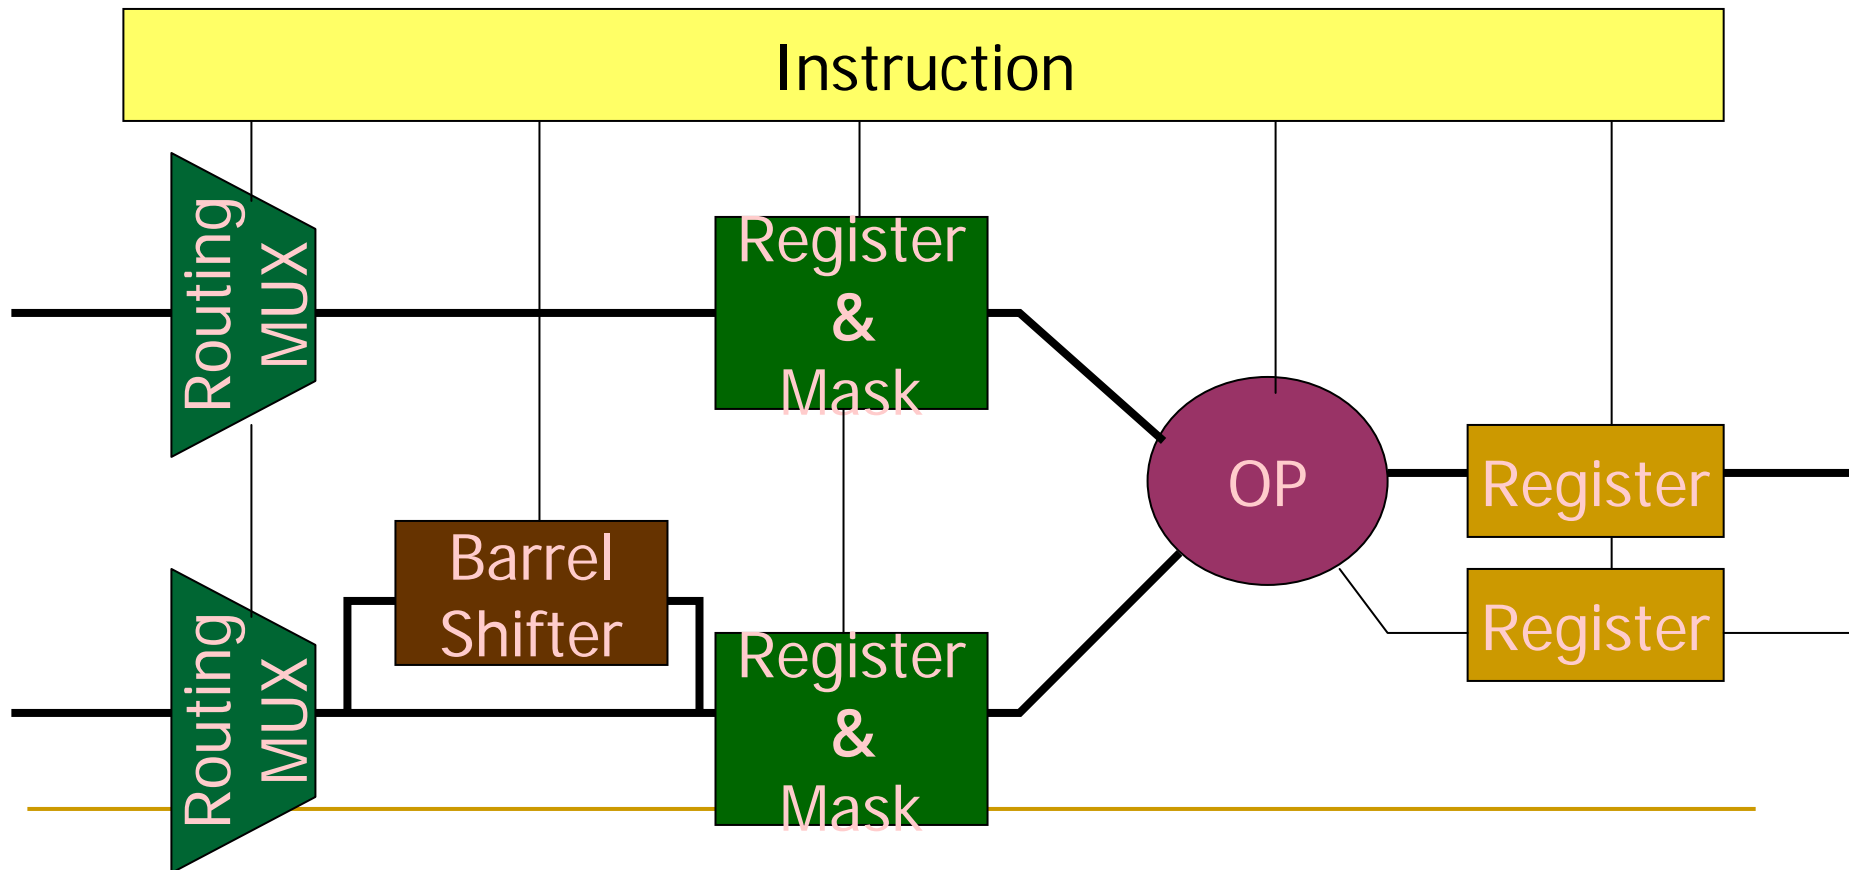 Instruction
Routing
MUX
Register
&
Mask
OP
Register
Barrel
Shifter
Register
Routing
MUX
Register
&
Mask